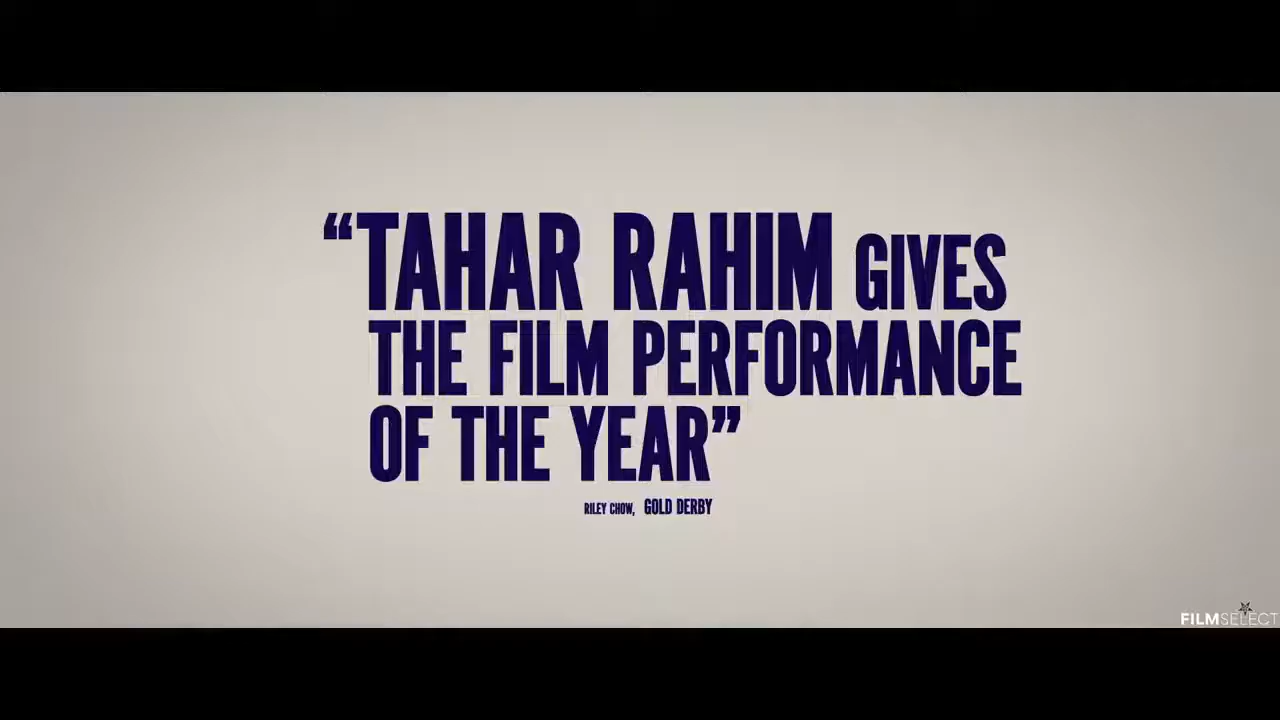 “TAHAR RAHIM GIVES
THE FILM PERFORMANCE
OF THE YEAR”
RILEY CHOW, GOLD DERBY
FILMSELECT